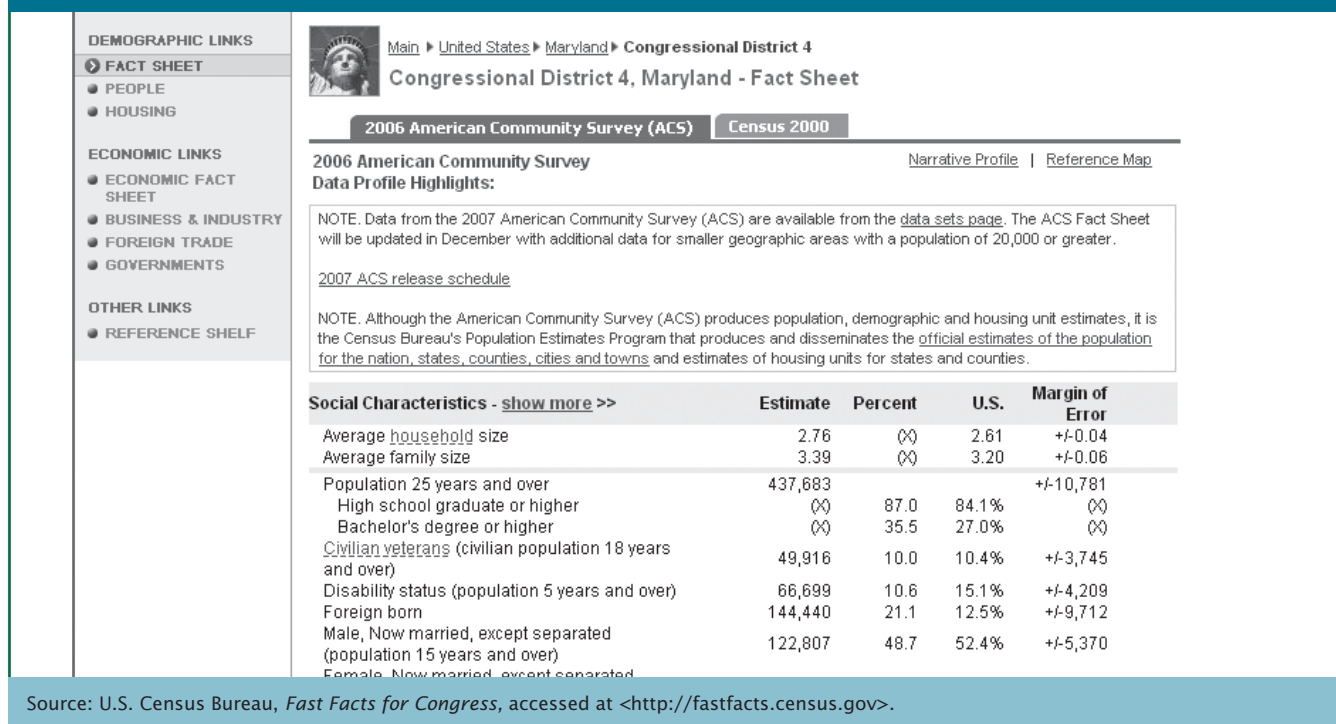 DEMOGRAPHIC LINKS
FACT SHEET
PEOPLE
HOUSING
ECONOMIC LINKS
ECONOMIC FACT
SHEET
BUSINESS & INDUSTRY
FOREIGN TRADE
GOVERNMENTS
OTHER LINKS
REFERENCE SHELF
Main United States Maryland Congressional District 4
Congressional District 4, Maryland - Fact Sheet
2006 American Community Survey (ACS) Census 2000
2006 American Community Survey Narrative Profile | Reference Map
Data Profile Highlights:
NOTE. Data from the 2007 American Community Survey (ACS) are available from the data sets page. The ACS Fact Sheet
will be updated in December with additional data for smaller geographic areas with a population of 20,000 or greater.
2007 ACS release schedule
NOTE. Although the American Community Survey (ACS) produces population, demographic and housing unit estimates, it is
the Census Bureau's Population Estimates Program that produces and disseminates the official estimates of the population
for the nation, states, counties, cities and towns and estimates of housing units for states and counties.
Social Characteristics - show more >> Estimate Percent U.S. Margin of Error
Average household size 2.76 (X) 2.61 +/-0.04
Average family size 3.39 (X) 3.20 +/-0.06
Population 25 years and over 437,683 +/-10,781
High school graduate or higher (X) 87.0 84.1% (X)
Bachelor's degree or higher (X) 35.5 27.0% (X)
Civilian veterans (civilian population 18 years
and over) 49,916 10.0 10.4% +/-3,745
Disability status (population 5 years and over) 66,699 10.6 15.1% +/-4,209
Foreign born 144,440 21.1 12.5% +/-9,712
Male, Now married, except separated
(population 15 years and over) 122,807 48.7 52.4% +/-5,370
Female, Now married, except separated
Source: U.S. Census Bureau, Fast Facts for Congress, accessed at <http://fastfacts.census.gov>.